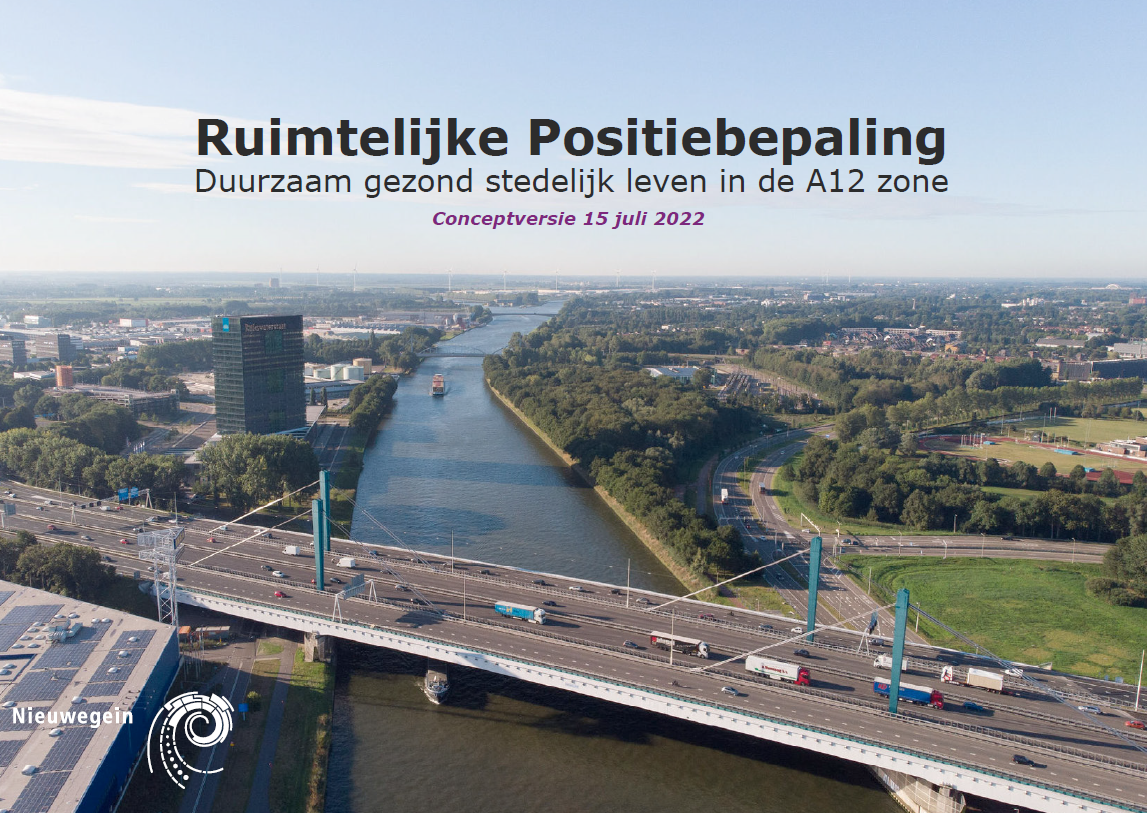 Ruimtelijke Positiebepaling
Duurzaam gezond stedelijk leven in de A12 zone
Conceptversie 15 juli 2022
Rijkswaterstaat
Nieuwegein